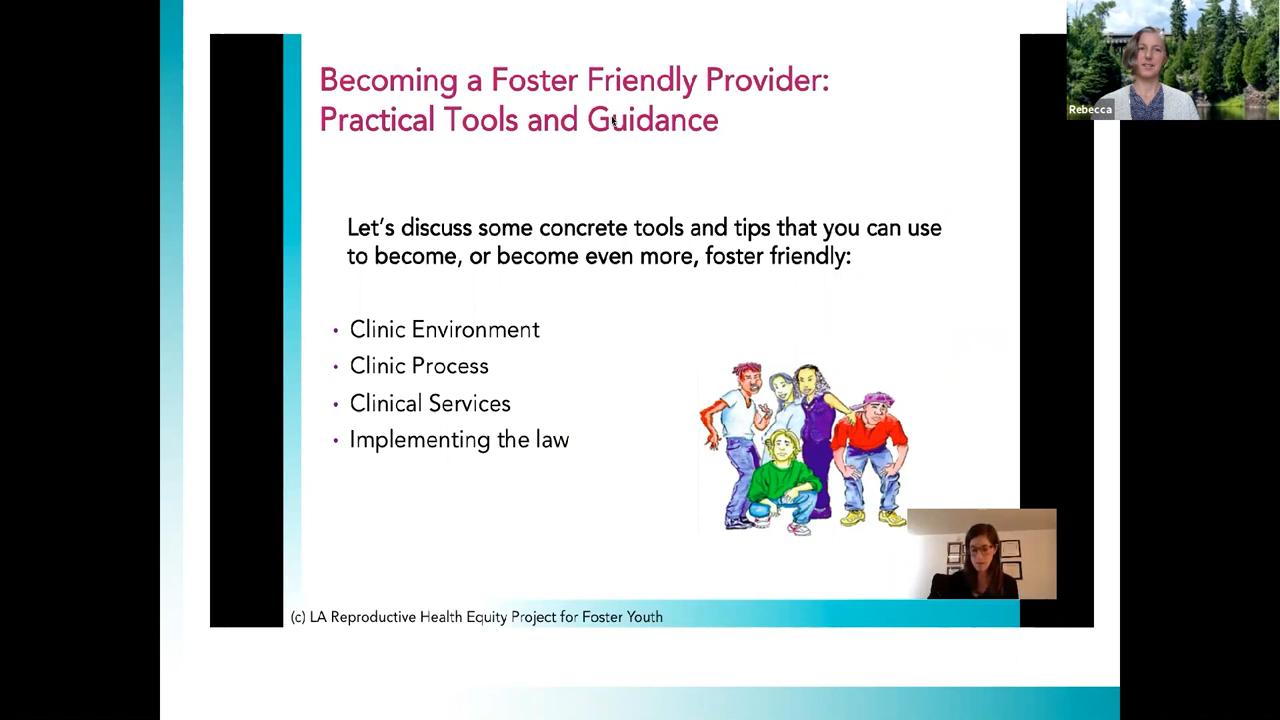 Becoming a Foster Friendly Provider:
Practical Tools and Guidance
Rebecca
Let's discuss some concrete tools and tips that you can use
to become, or become even more, foster friendly:
• Clinic Environment
• Clinic Process
• Clinical Services
• Implementing the law
(c) LA Reproductive Health Equity Project for Foster Youth